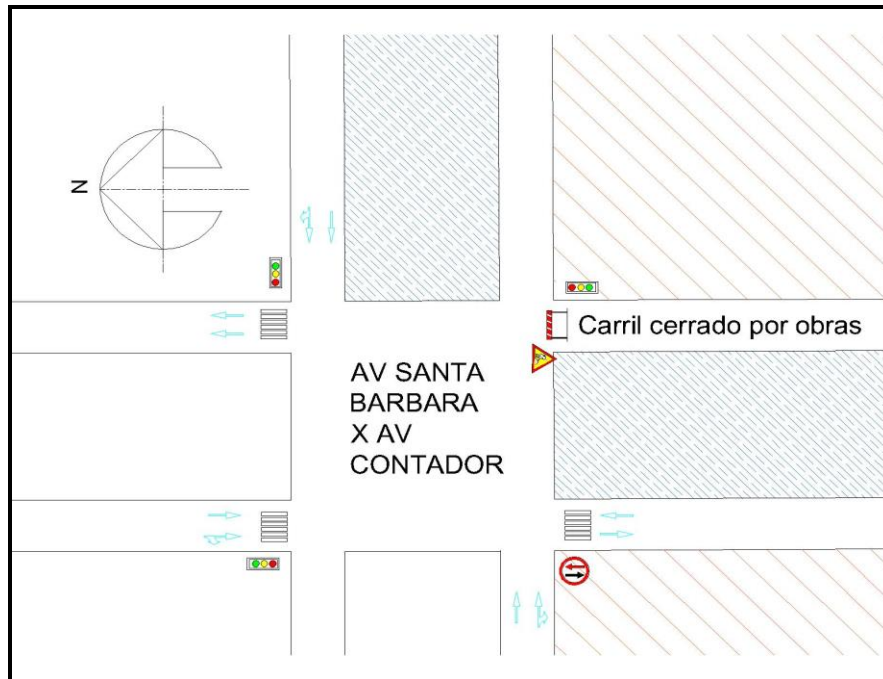 N
Carril cerrado por obras
AV SANTA
BARBARA
X AV
CONTADOR